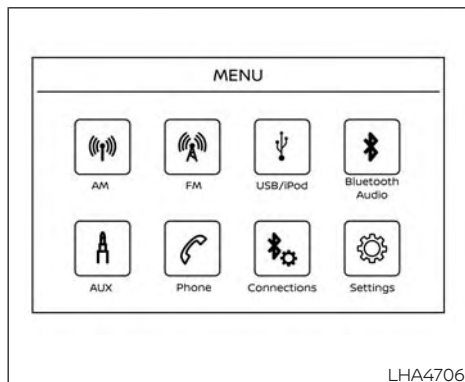 MENU
AM FM USB/iPod Bluetooth
Audio
AUX Phone Connections Settings
LHA4706